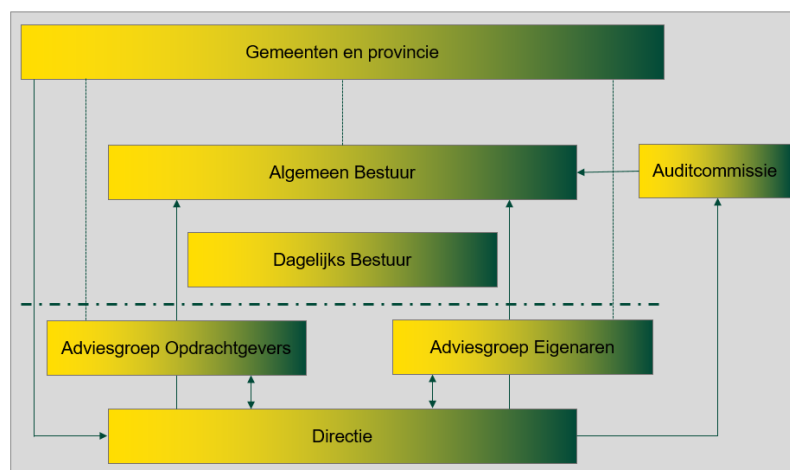 Gemeenten en provincie
Algemeen Bestuur
Auditcommissie
Dagelijks Bestuur
Adviesgroep Opdrachtgevers
Adviesgroep Eigenaren
Directie